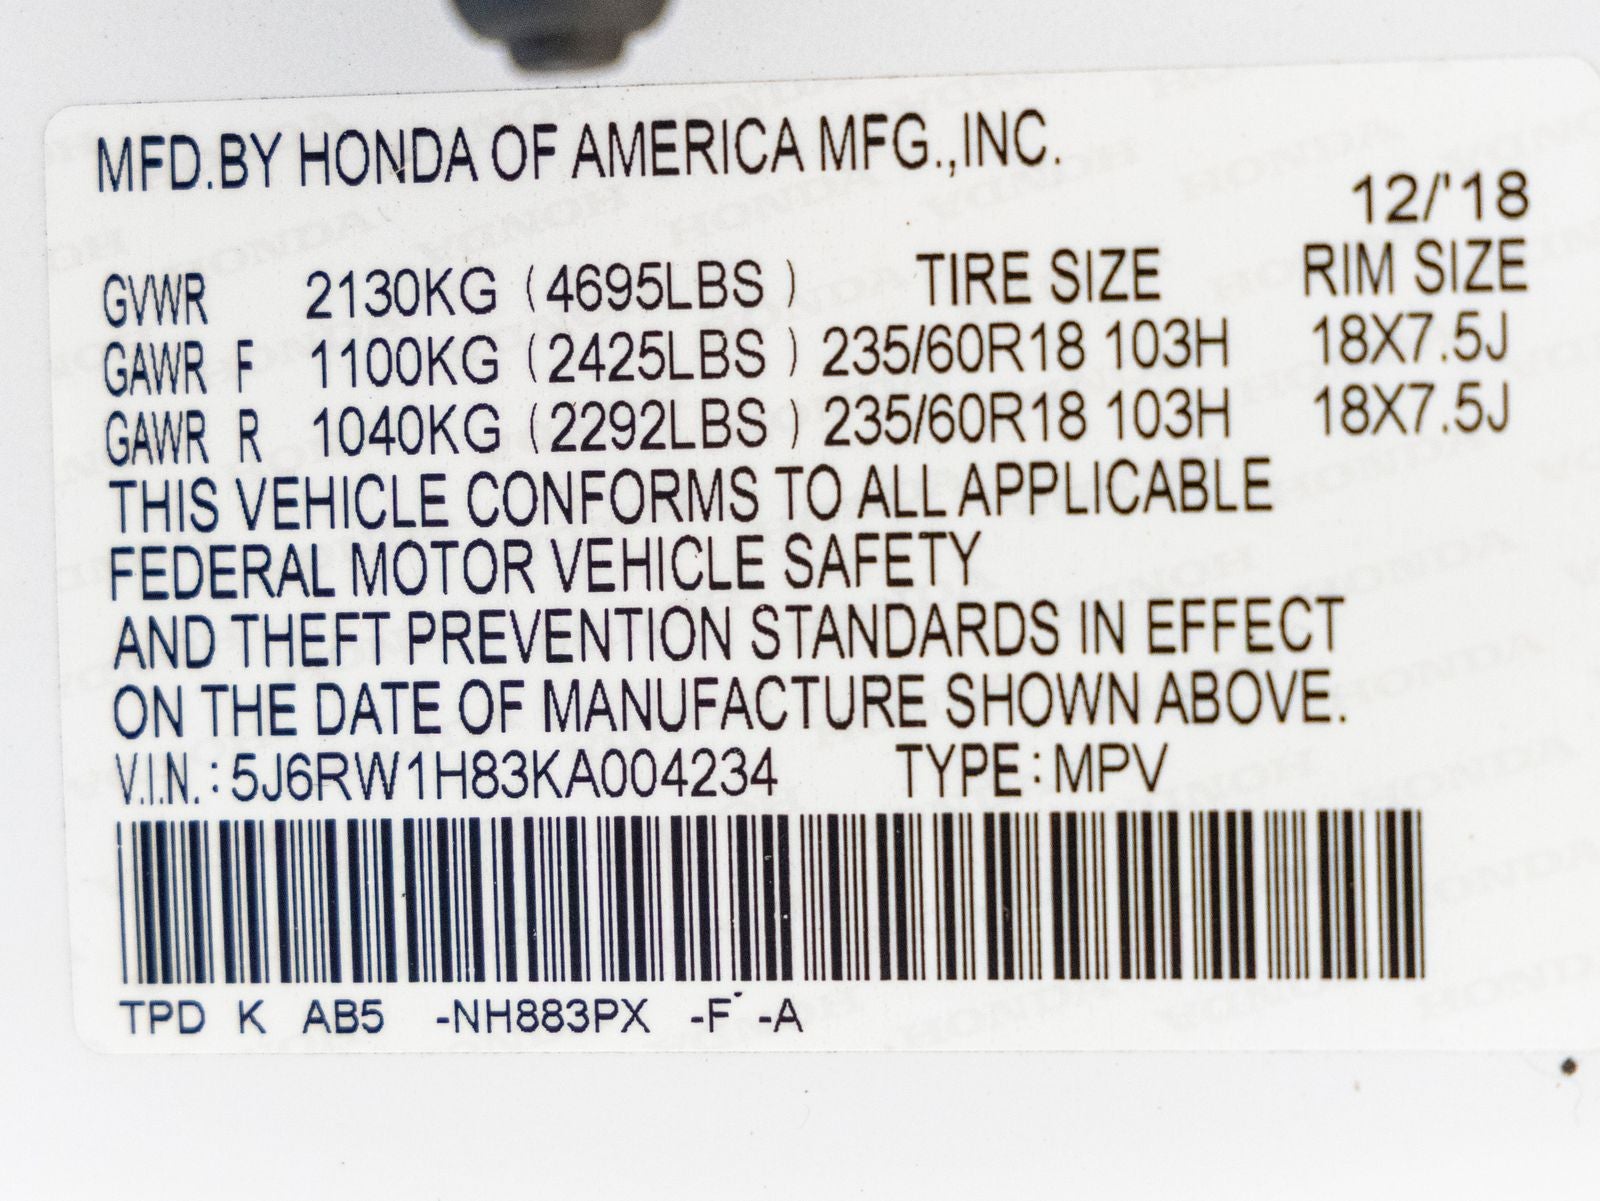 MFD.BY HONDA OF AMERICA MFG.,INC.
12/'18
GVWR 2130KG (4695LBS ) TIRE SIZE RIM SIZE
GAWR F 1100KG (2425LBS ) 235/60R18 103H 18X7.5J
GAWR R 1040KG (2292LBS ) 235/60R18 103H 18X7.5J
THIS VEHICLE CONFORMS TO ALL APPLICABLE
FEDERAL MOTOR VEHICLE SAFETY
AND THEFT PREVENTION STANDARDS IN EFFECT
ON THE DATE OF MANUFACTURE SHOWN ABOVE.
V.I.N.:5J6RW1H83KA004234 TYPE:MPV
TPD K AB5 -NH883PX -F -A